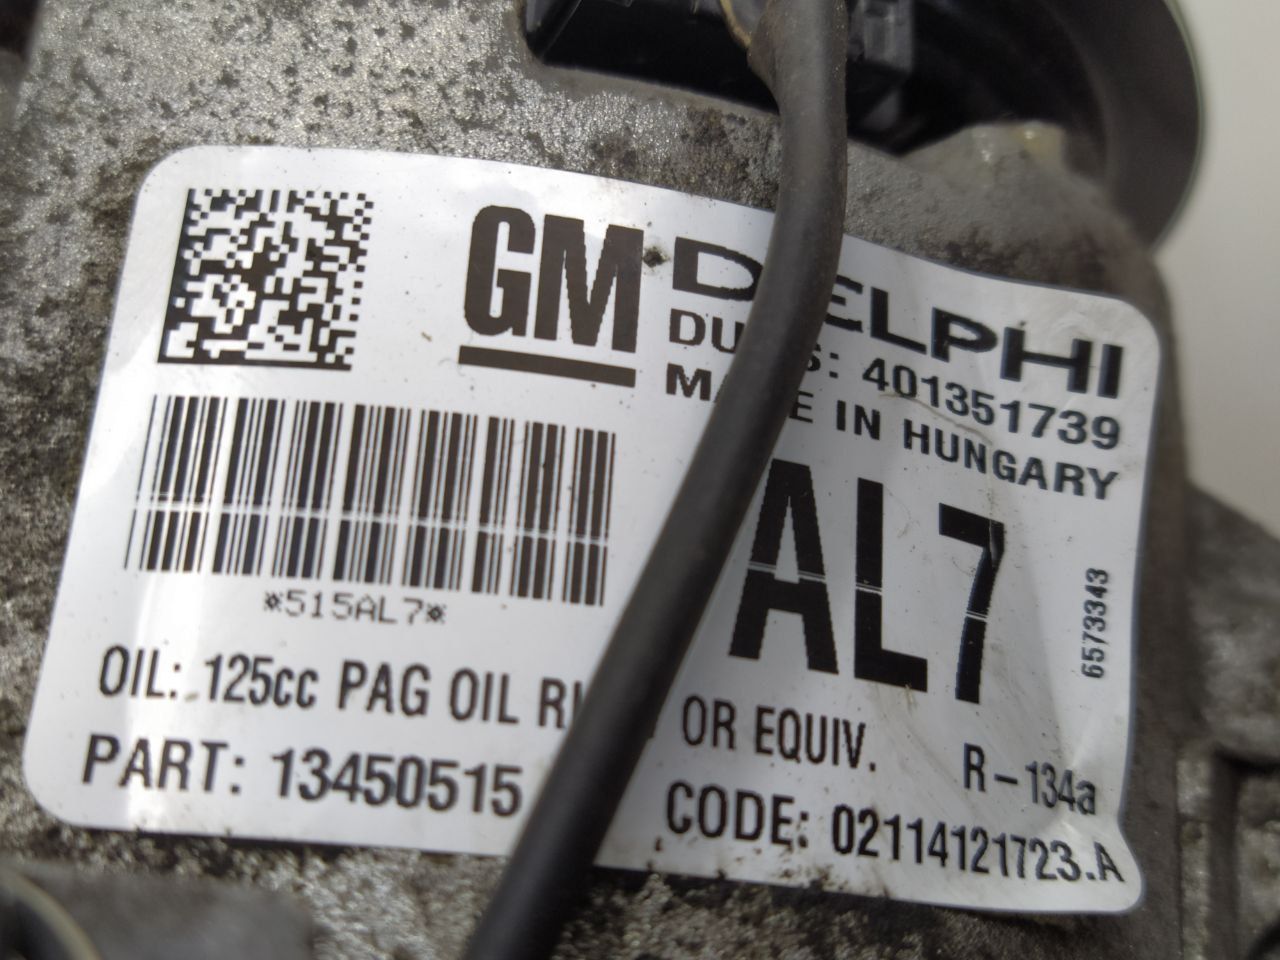 GM
DELPHI
DUNS: 401351739
MADE IN HUNGARY
*515AL7*
AL7
6573343
OIL: 125cc PAG OIL OR EQUIV.
R-134a
PART: 13450515
CODE: 02114121723.A